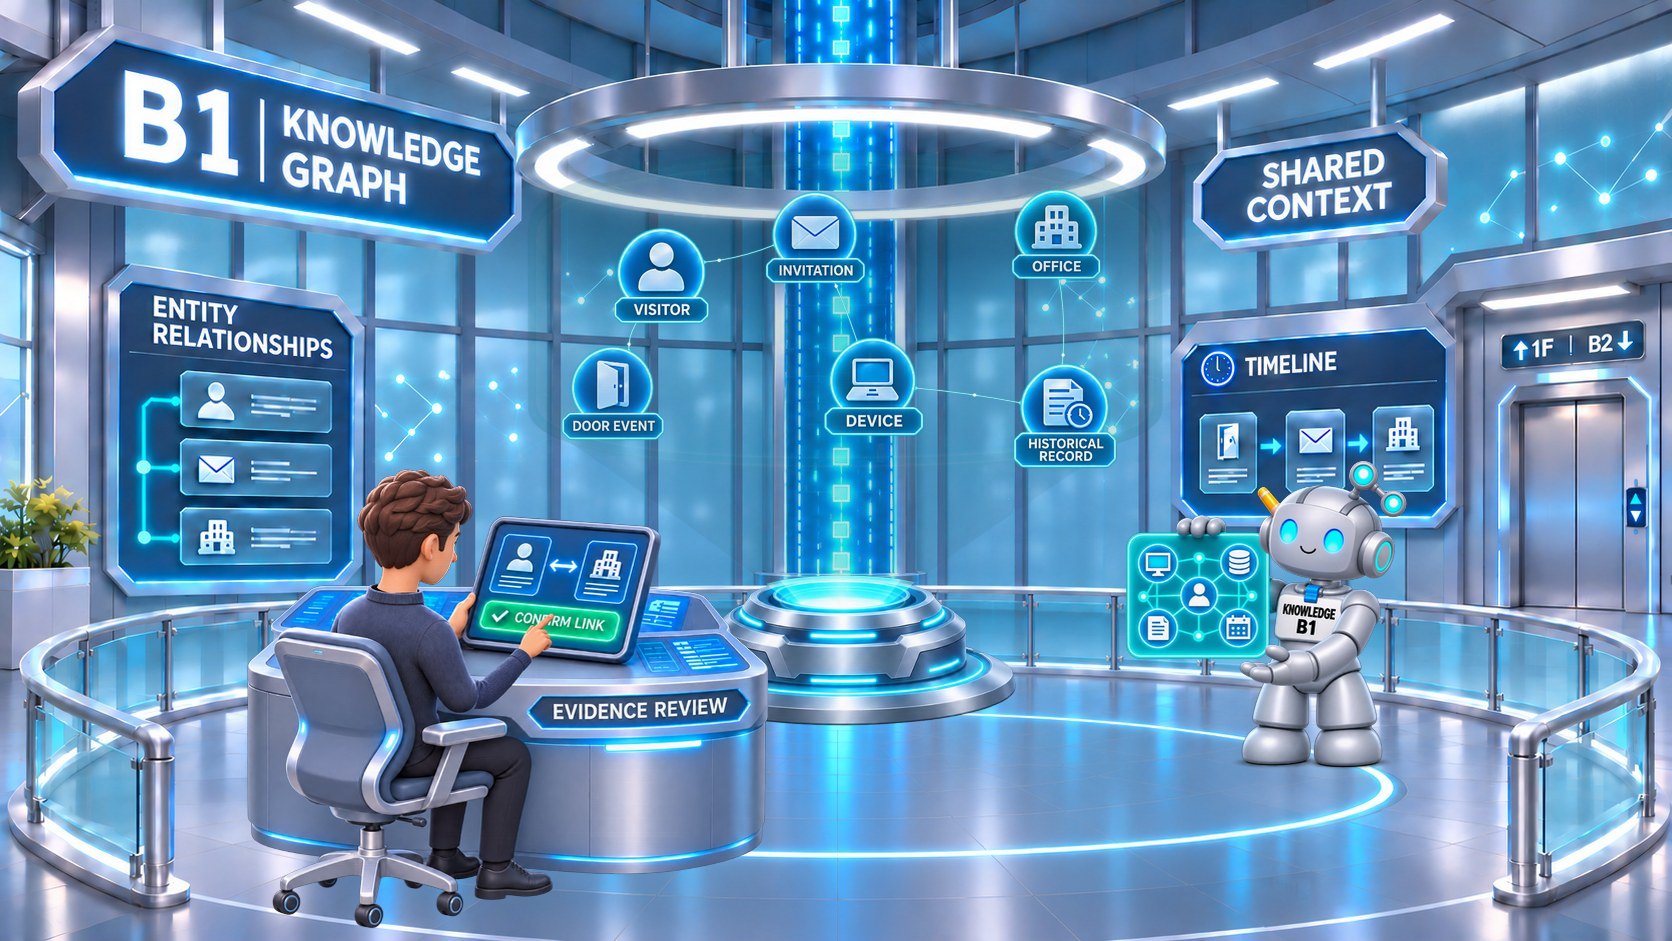 B1
KNOWLEDGE
GRAPH
SHARED
CONTEXT
VISITOR
INVITATION
OFFICE
DOOR EVENT
DEVICE
HISTORICAL
RECORD
ENTITY
RELATIONSHIPS
TIMELINE
↑1F | B2↓
CONFIRM LINK
EVIDENCE REVIEW
KNOWLEDGE
B1